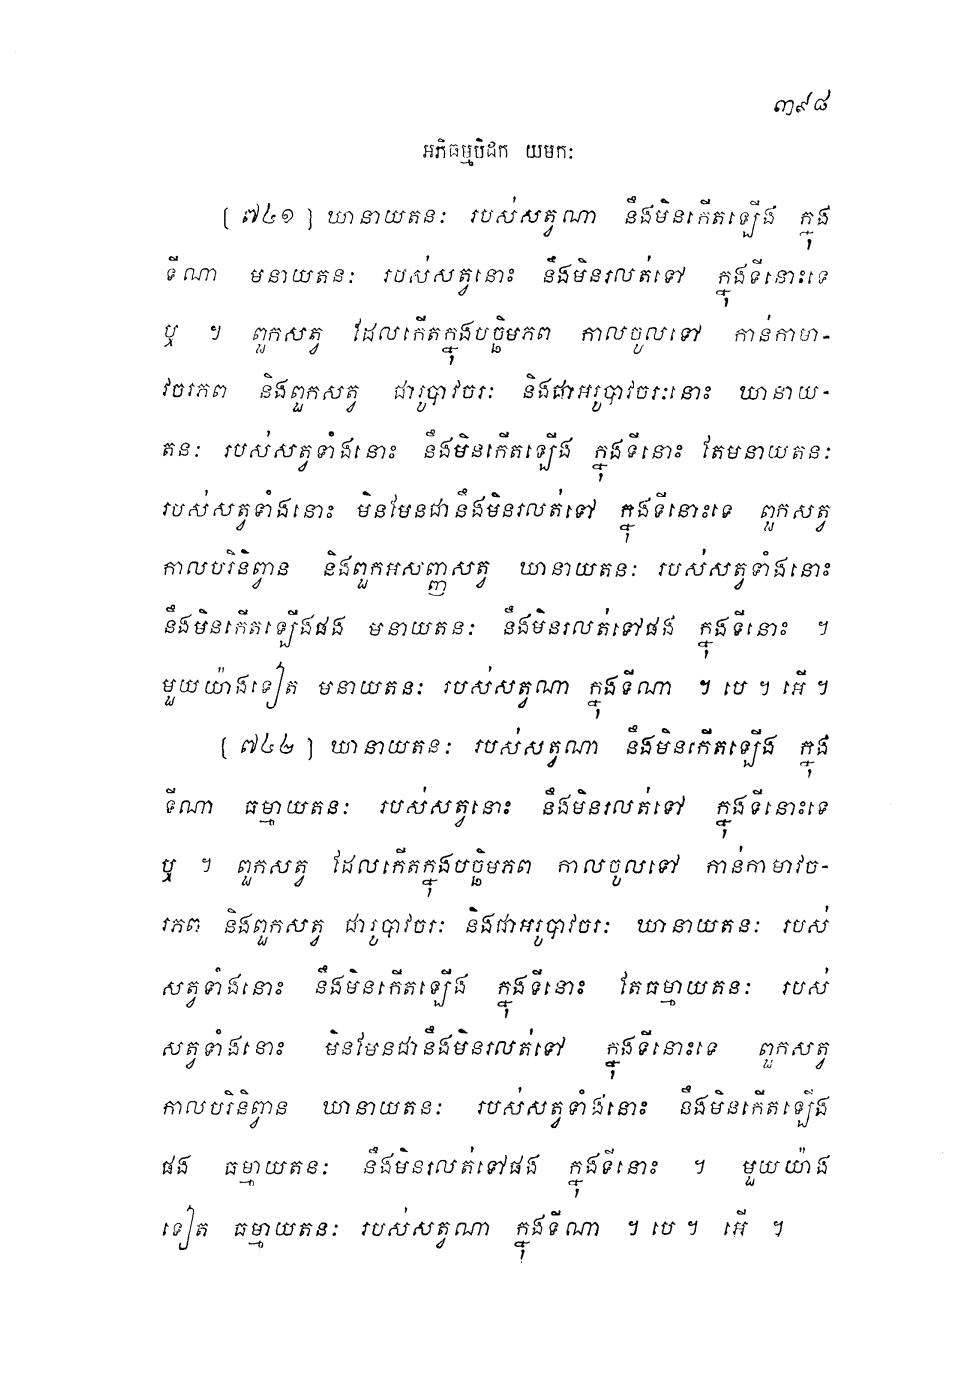 ៣៩៨
អភិធម្មបិដក យមកៈ
[៧៤១] ឃានាយតនៈ របស់សត្វណា នឹងមិនកើតឡើង ក្នុង
ទីណា មនាយតនៈ របស់សត្វនោះ នឹងមិនរលត់ទៅ ក្នុងទីនោះទេ
ឬ ។ ពួកសត្វ ដែលកើតក្នុងបច្ឆិមភព កាលចូលទៅ កាន់កាមា-
វចរភព និងពួកសត្វ ជារូបាវចរៈ និងជាអរូបាវចរៈនោះ ឃានាយ-
តនៈ របស់សត្វទាំងនោះ នឹងមិនកើតឡើង ក្នុងទីនោះ តែមនាយតនៈ
របស់សត្វទាំងនោះ មិនមែនជានឹងមិនរលត់ទៅ ក្នុងទីនោះទេ ពួកសត្វ
កាលបរិនិព្វាន និងពួកអសញ្ញសត្វ ឃានាយតនៈ របស់សត្វទាំងនោះ
នឹងមិនកើតឡើងផង មនាយតនៈ នឹងមិនរលត់ទៅផង ក្នុងទីនោះ ។
មួយយ៉ាងទៀត មនាយតនៈ របស់សត្វណា ក្នុងទីណា ។ បេ ។ អើ ។
[៧៤២] ឃានាយតនៈ របស់សត្វណា នឹងមិនកើតឡើង ក្នុង
ទីណា ធម្មាយតនៈ របស់សត្វនោះ នឹងមិនរលត់ទៅ ក្នុងទីនោះទេ
ឬ ។ ពួកសត្វ ដែលកើតក្នុងបច្ឆិមភព កាលចូលទៅ កាន់កាមាវច-
រភព និងពួកសត្វ ជារូបាវចរៈ និងជាអរូបាវចរៈ ឃានាយតនៈ របស់
សត្វទាំងនោះ នឹងមិនកើតឡើង ក្នុងទីនោះ តែធម្មាយតនៈ របស់
សត្វទាំងនោះ មិនមែនជានឹងមិនរលត់ទៅ ក្នុងទីនោះទេ ពួកសត្វ
កាលបរិនិព្វាន ឃានាយតនៈ របស់សត្វទាំងនោះ នឹងមិនកើតឡើង
ផង ធម្មាយតនៈ នឹងមិនរលត់ទៅផង ក្នុងទីនោះ ។ មួយយ៉ាង
ទៀត ធម្មាយតនៈ របស់សត្វណា ក្នុងទីណា ។ បេ ។ អើ ។